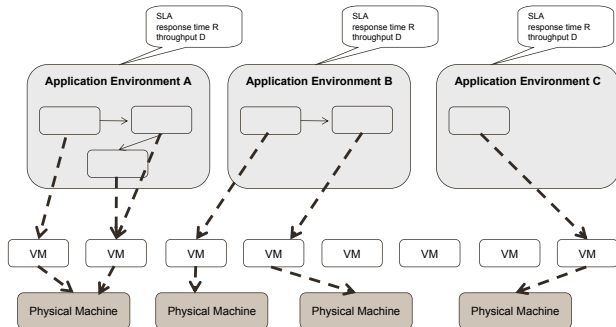 SLA
response time R
throughput D
SLA
response time R
throughput D
SLA
response time R
throughput D
Application Environment A
Application Environment B
Application Environment C
VM
VM
VM
VM
VM
VM
VM
VM
Physical Machine
Physical Machine
Physical Machine
Physical Machine